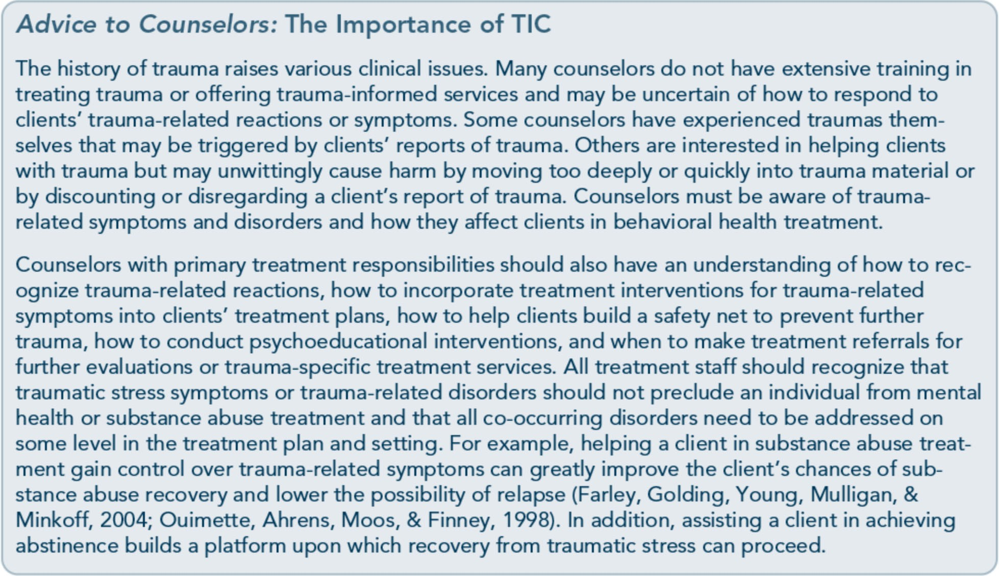 Advice to Counselors: The Importance of TIC
The history of trauma raises various clinical issues. Many counselors do not have extensive training in
treating trauma or offering trauma-informed services and may be uncertain of how to respond to
clients’ trauma-related reactions or symptoms. Some counselors have experienced traumas them-
selves that may be triggered by clients’ reports of trauma. Others are interested in helping clients
with trauma but may unwittingly cause harm by moving too deeply or quickly into trauma material or
by discounting or disregarding a client’s report of trauma. Counselors must be aware of trauma-
related symptoms and disorders and how they affect clients in behavioral health treatment.
Counselors with primary treatment responsibilities should also have an understanding of how to rec-
ognize trauma-related reactions, how to incorporate treatment interventions for trauma-related
symptoms into clients’ treatment plans, how to help clients build a safety net to prevent further
trauma, how to conduct psychoeducational interventions, and when to make treatment referrals for
further evaluations or trauma-specific treatment services. All treatment staff should recognize that
traumatic stress symptoms or trauma-related disorders should not preclude an individual from mental
health or substance abuse treatment and that all co-occurring disorders need to be addressed on
some level in the treatment plan and setting. For example, helping a client in substance abuse treat-
ment gain control over trauma-related symptoms can greatly improve the client’s chances of sub-
stance abuse recovery and lower the possibility of relapse (Farley, Golding, Young, Mulligan, &
Minkoff, 2004; Ouimette, Ahrens, Moos, & Finney, 1998). In addition, assisting a client in achieving
abstinence builds a platform upon which recovery from traumatic stress can proceed.